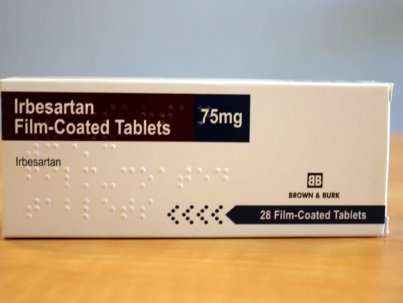 Irbesartan
Film-Coated Tablets
75mg
Irbesartan
BB
BROWN & BURK
28 Film-Coated Tablets